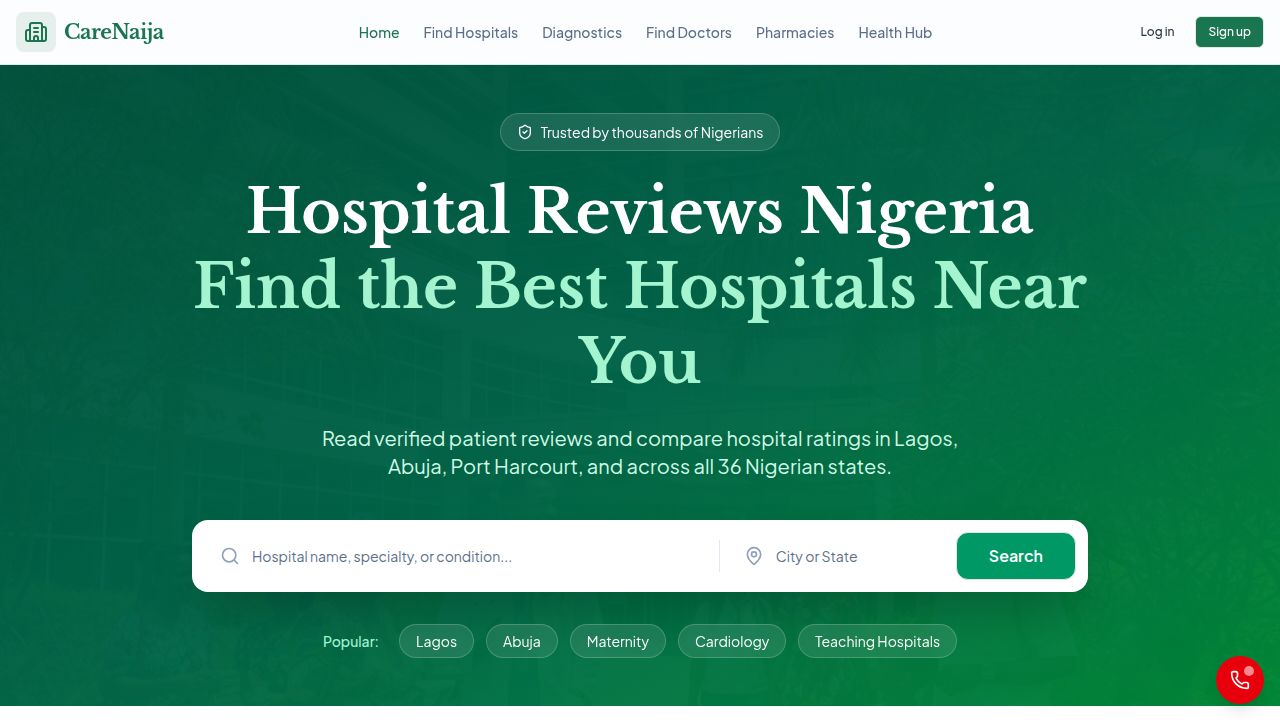 CareNaija
Home
Find Hospitals
Diagnostics
Find Doctors
Pharmacies
Health Hub
Log in
Sign up
Trusted by thousands of Nigerians
Hospital Reviews Nigeria
Find the Best Hospitals Near
You
Read verified patient reviews and compare hospital ratings in Lagos,
Abuja, Port Harcourt, and across all 36 Nigerian states.
Hospital name, specialty, or condition...
City or State
Search
Popular:
Lagos
Abuja
Maternity
Cardiology
Teaching Hospitals